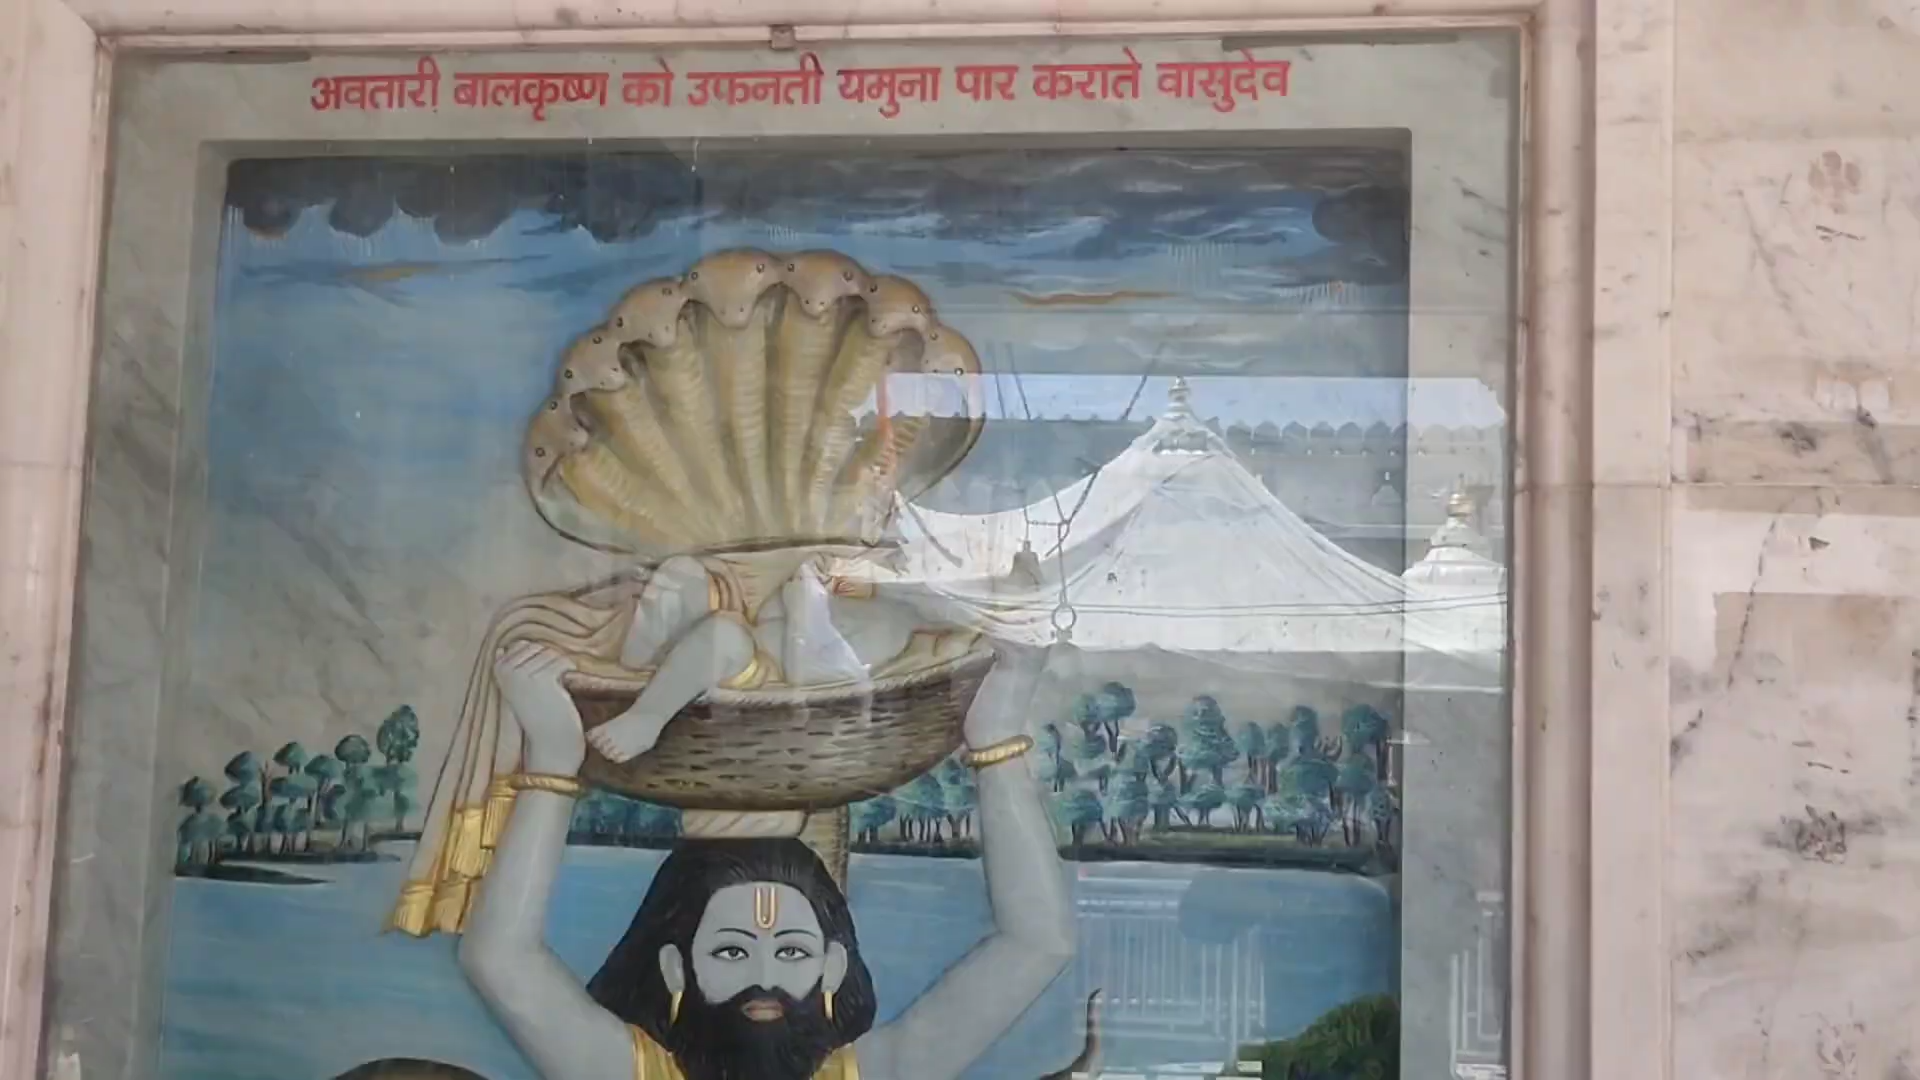 अवतारी बालकृष्ण को उफनती यमुना पार कराते वासुदेव